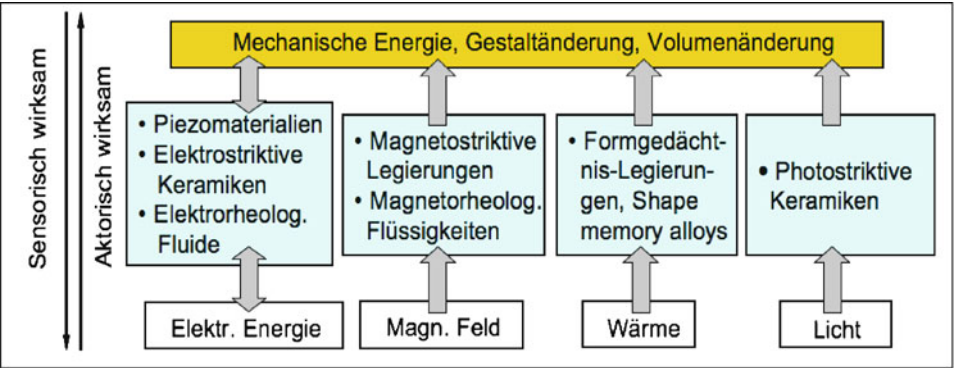 Sensorisch wirksam
Aktorisch wirksam
Mechanische Energie, Gestaltänderung, Volumenänderung
• Piezomaterialien
• Elektrostriktive
Keramiken
• Elektrorheolog.
Fluide
• Magnetostriktive
Legierungen
• Magnetorheolog.
Flüssigkeiten
• Formgedächt-
nis-Legierun-
gen, Shape
memory alloys
• Photostriktive
Keramiken
Elektr. Energie
Magn. Feld
Wärme
Licht